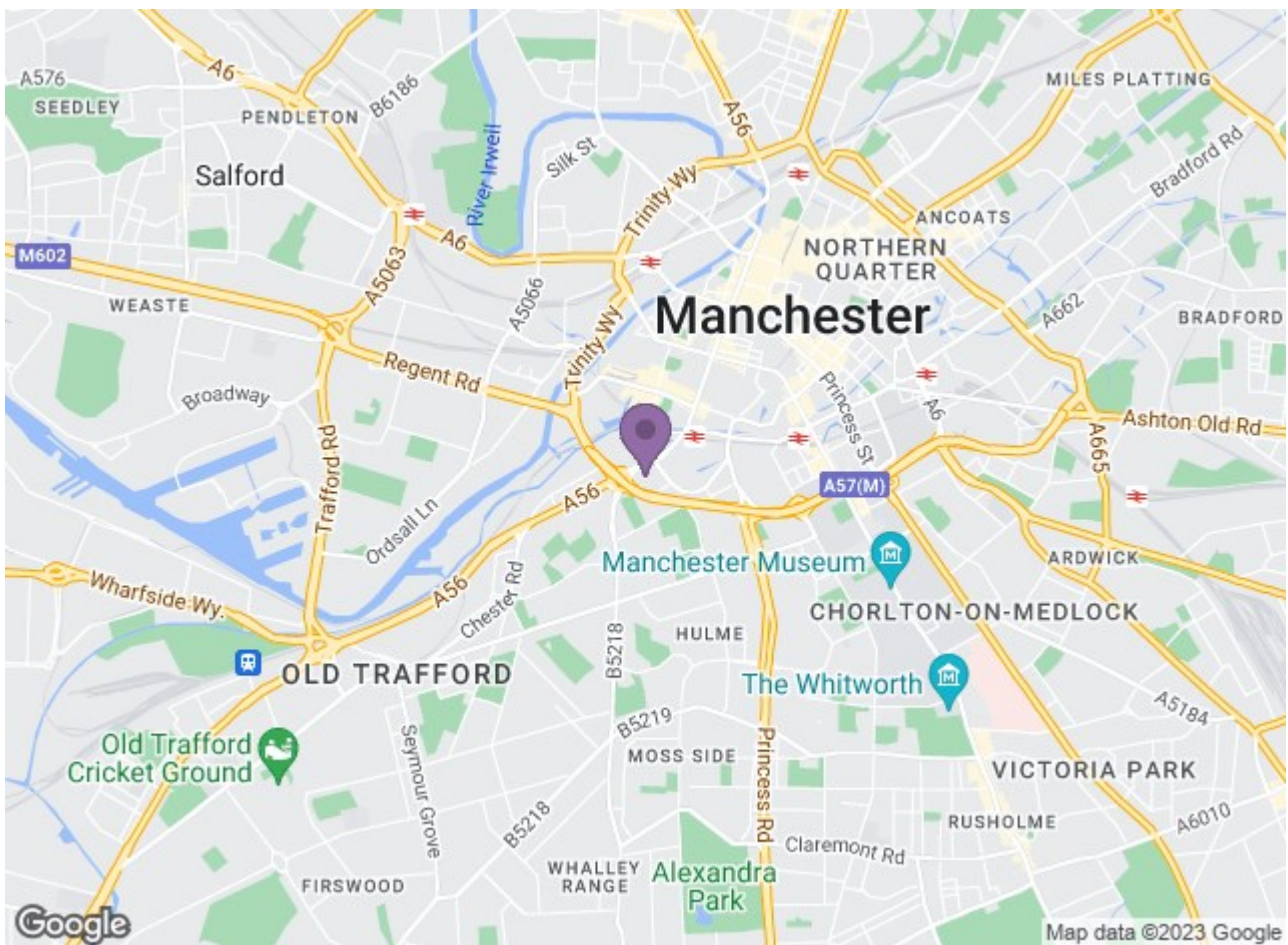 A576
SEEDLEY
A6
PENDLETON
B6186
Salford
River Irwell
Silk St
A56
MILES PLATTING
Bradford Rd
Trinity Wy
ANCOATS
NORTHERN
QUARTER
A6
M602
A5063
WEASTE
A5066
Trinity Wy
Manchester
A662
BRADFORD
Regent Rd
Broadway
Princess St
A6
Ashton Old Rd
A665
Trafford Rd
Ordsall Ln
A56
A57(M)
Wharfside Wy.
A56
Chester Rd
Manchester Museum
ARDWICK
CHORLTON-ON-MEDLOCK
HULME
B5218
OLD TRAFFORD
The Whitworth
A5184
B5219
Old Trafford
Cricket Ground
Seymour Grove
MOSS SIDE
Princess Rd
VICTORIA PARK
B5218
RUSHOLME
A6010
Claremont Rd
WHALLEY
RANGE
Alexandra
Park
FIRSWOOD
Google
Map data ©2023 Google